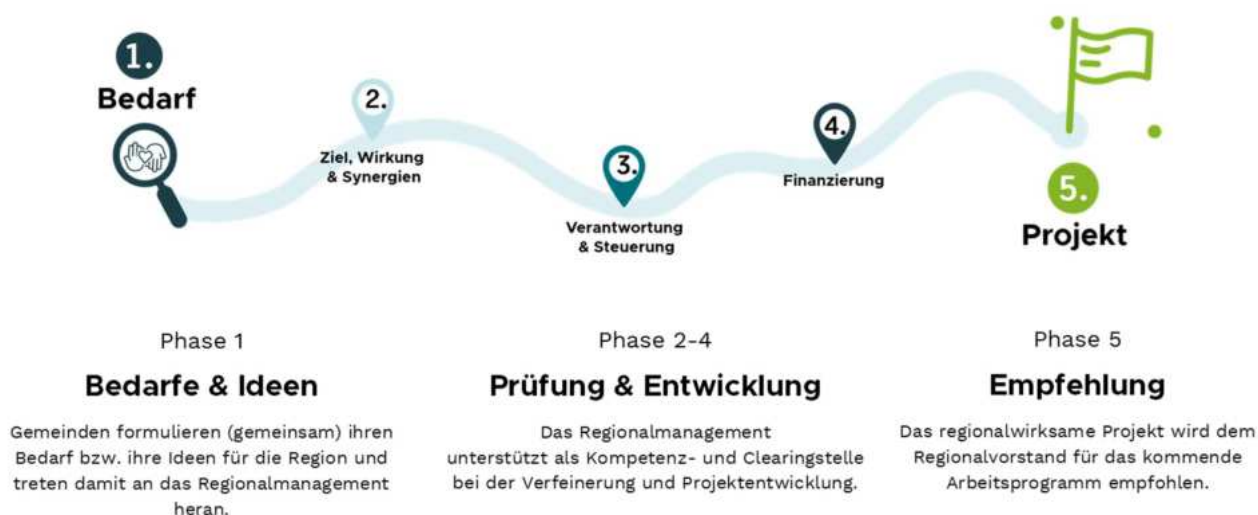 1.
Bedarf
2.
Ziel, Wirkung
& Synergien
3.
Verantwortung
& Steuerung
4.
Finanzierung
5.
Projekt
Phase 1
Bedarfe & Ideen
Gemeinden formulieren (gemeinsam) ihren
Bedarf bzw. ihre Ideen für die Region und
treten damit an das Regionalmanagement
heran.
Phase 2-4
Prüfung & Entwicklung
Das Regionalmanagement
unterstützt als Kompetenz- und Clearingstelle
bei der Verfeinerung und Projektentwicklung.
Phase 5
Empfehlung
Das regionalwirksame Projekt wird dem
Regionalvorstand für das kommende
Arbeitsprogramm empfohlen.